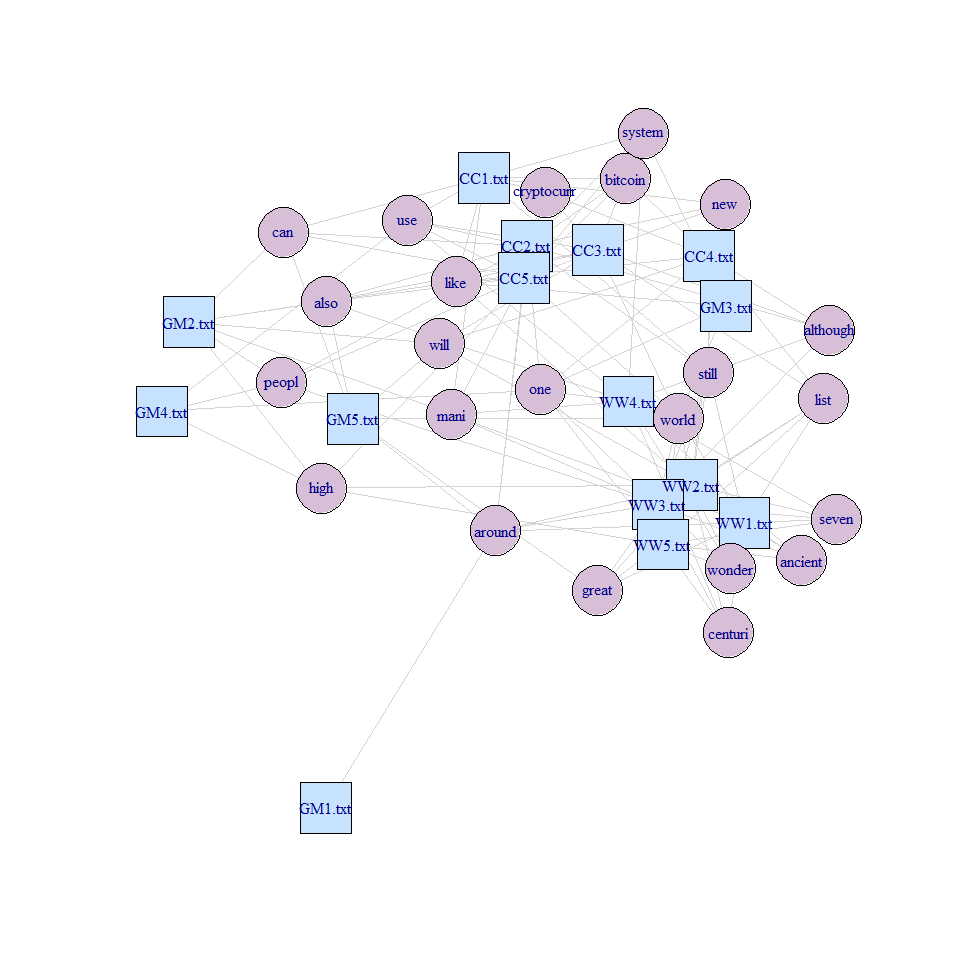 system
CC1.txt
bitcoin
cryptocurr
new
use
can
CC2.txt
CC3.txt
CC4.txt
CC5.txt
like
also
GM3.txt
GM2.txt
although
will
still
peopl
one
list
WW4.txt
GM4.txt
mani
GM5.txt
world
high
WW2.txt
WW3.txt
seven
WW1.txt
around
WW5.txt
ancient
wonder
great
centuri
GM1.txt